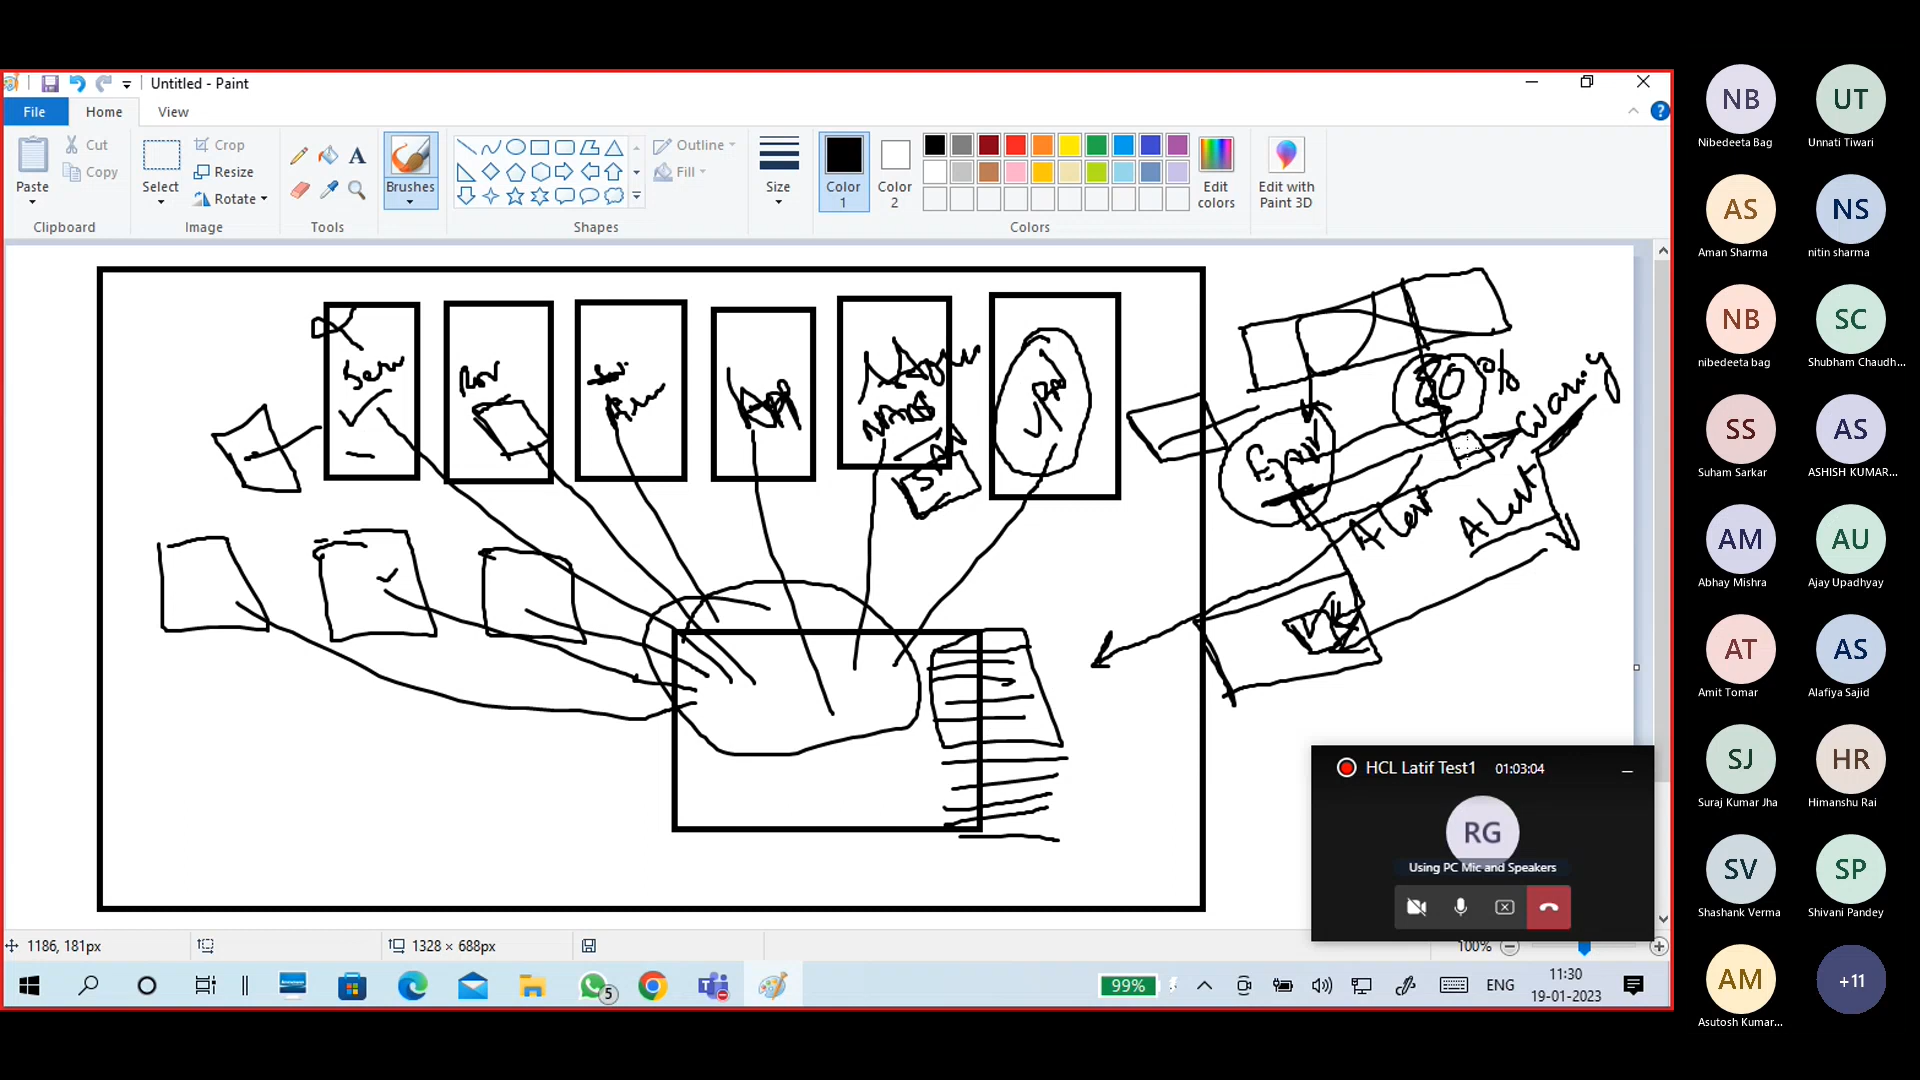 Untitled - Paint
File
Home
View
Paste
Cut
Copy
Clipboard
Select
Crop
Resize
Rotate
Image
A
Tools
Brushes
Outline
Fill
Shapes
Size
Color 1
Color 2
Edit colors
Colors
Edit with Paint 3D
80%
Alert
Alert
HCL Latif Test1 01:03:04
RG
Using PC Mic and Speakers
1186, 181px
1328 × 688px
100%
5
99%
ENG
11:30
19-01-2023
NB
Nibedeeta Bag
UT
Unnati Tiwari
AS
Aman Sharma
NS
nitin sharma
NB
nibedeeta bag
SC
Shubham Chaudh...
SS
Suham Sarkar
AS
ASHISH KUMAR...
AM
Abhay Mishra
AU
Ajay Upadhyay
AT
Amit Tomar
AS
Alafiya Sajid
SJ
Suraj Kumar Jha
HR
Himanshu Rai
SV
Shashank Verma
SP
Shivani Pandey
AM
Asutosh Kumar...
+11